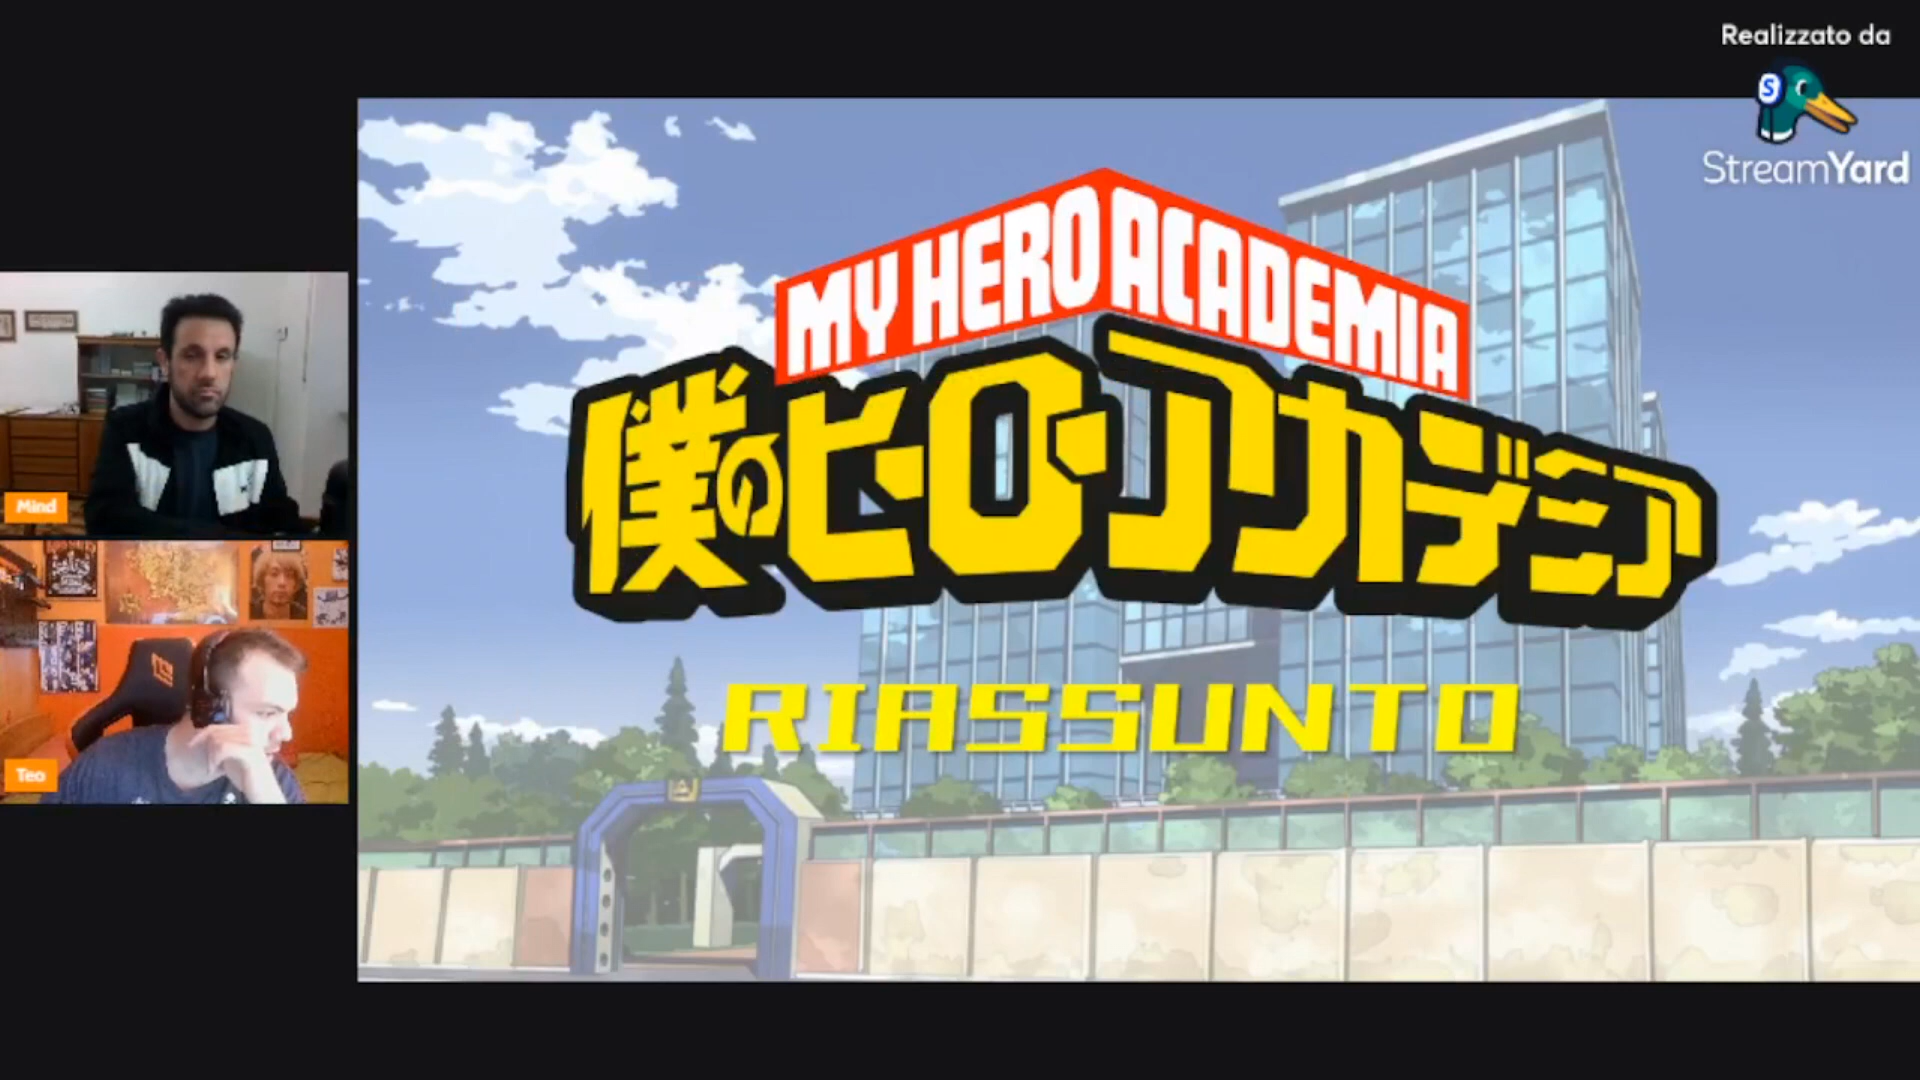 Realizzato da
StreamYard
MY HERO ACADEMIA
僕のヒーローアカデミア
RIASSUNTO
Mind
Teo